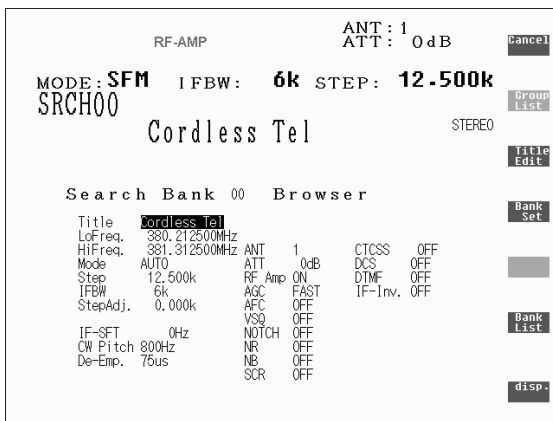 ANT: 1
RF-AMP ATT: 0dB
Cancel
MODE: SFM IFBW: 6k STEP: 12.500k
SRCH00
Group List
Cordless Tel STEREO
Title Edit
Search Bank 00 Browser
Bank Set
Title Cordless Tel
LoFreq. 380.212500MHz
HiFreq. 381.312500MHz ANT 1 CTCSS OFF
Mode AUTO ATT 0dB DCS OFF
Step 12.500k RF Amp ON DTMF OFF
IFBW 6k AGC FAST IF-Inv. OFF
StepAdj. 0.000k AFC OFF
VSQ OFF
Bank List
IF-SFT 0Hz NOTCH OFF
CW Pitch 800Hz NR OFF
De-Emp. 75us NB OFF
SCR OFF
disp.